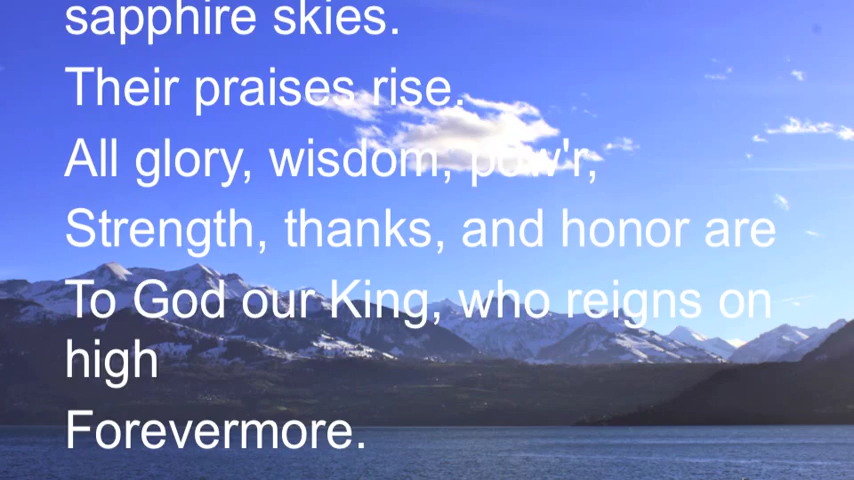 sapphire skies.
Their praises rise.
All glory, wisdom, pow'r,
Strength, thanks, and honor are
To God our King, who reigns on
high
Forevermore.